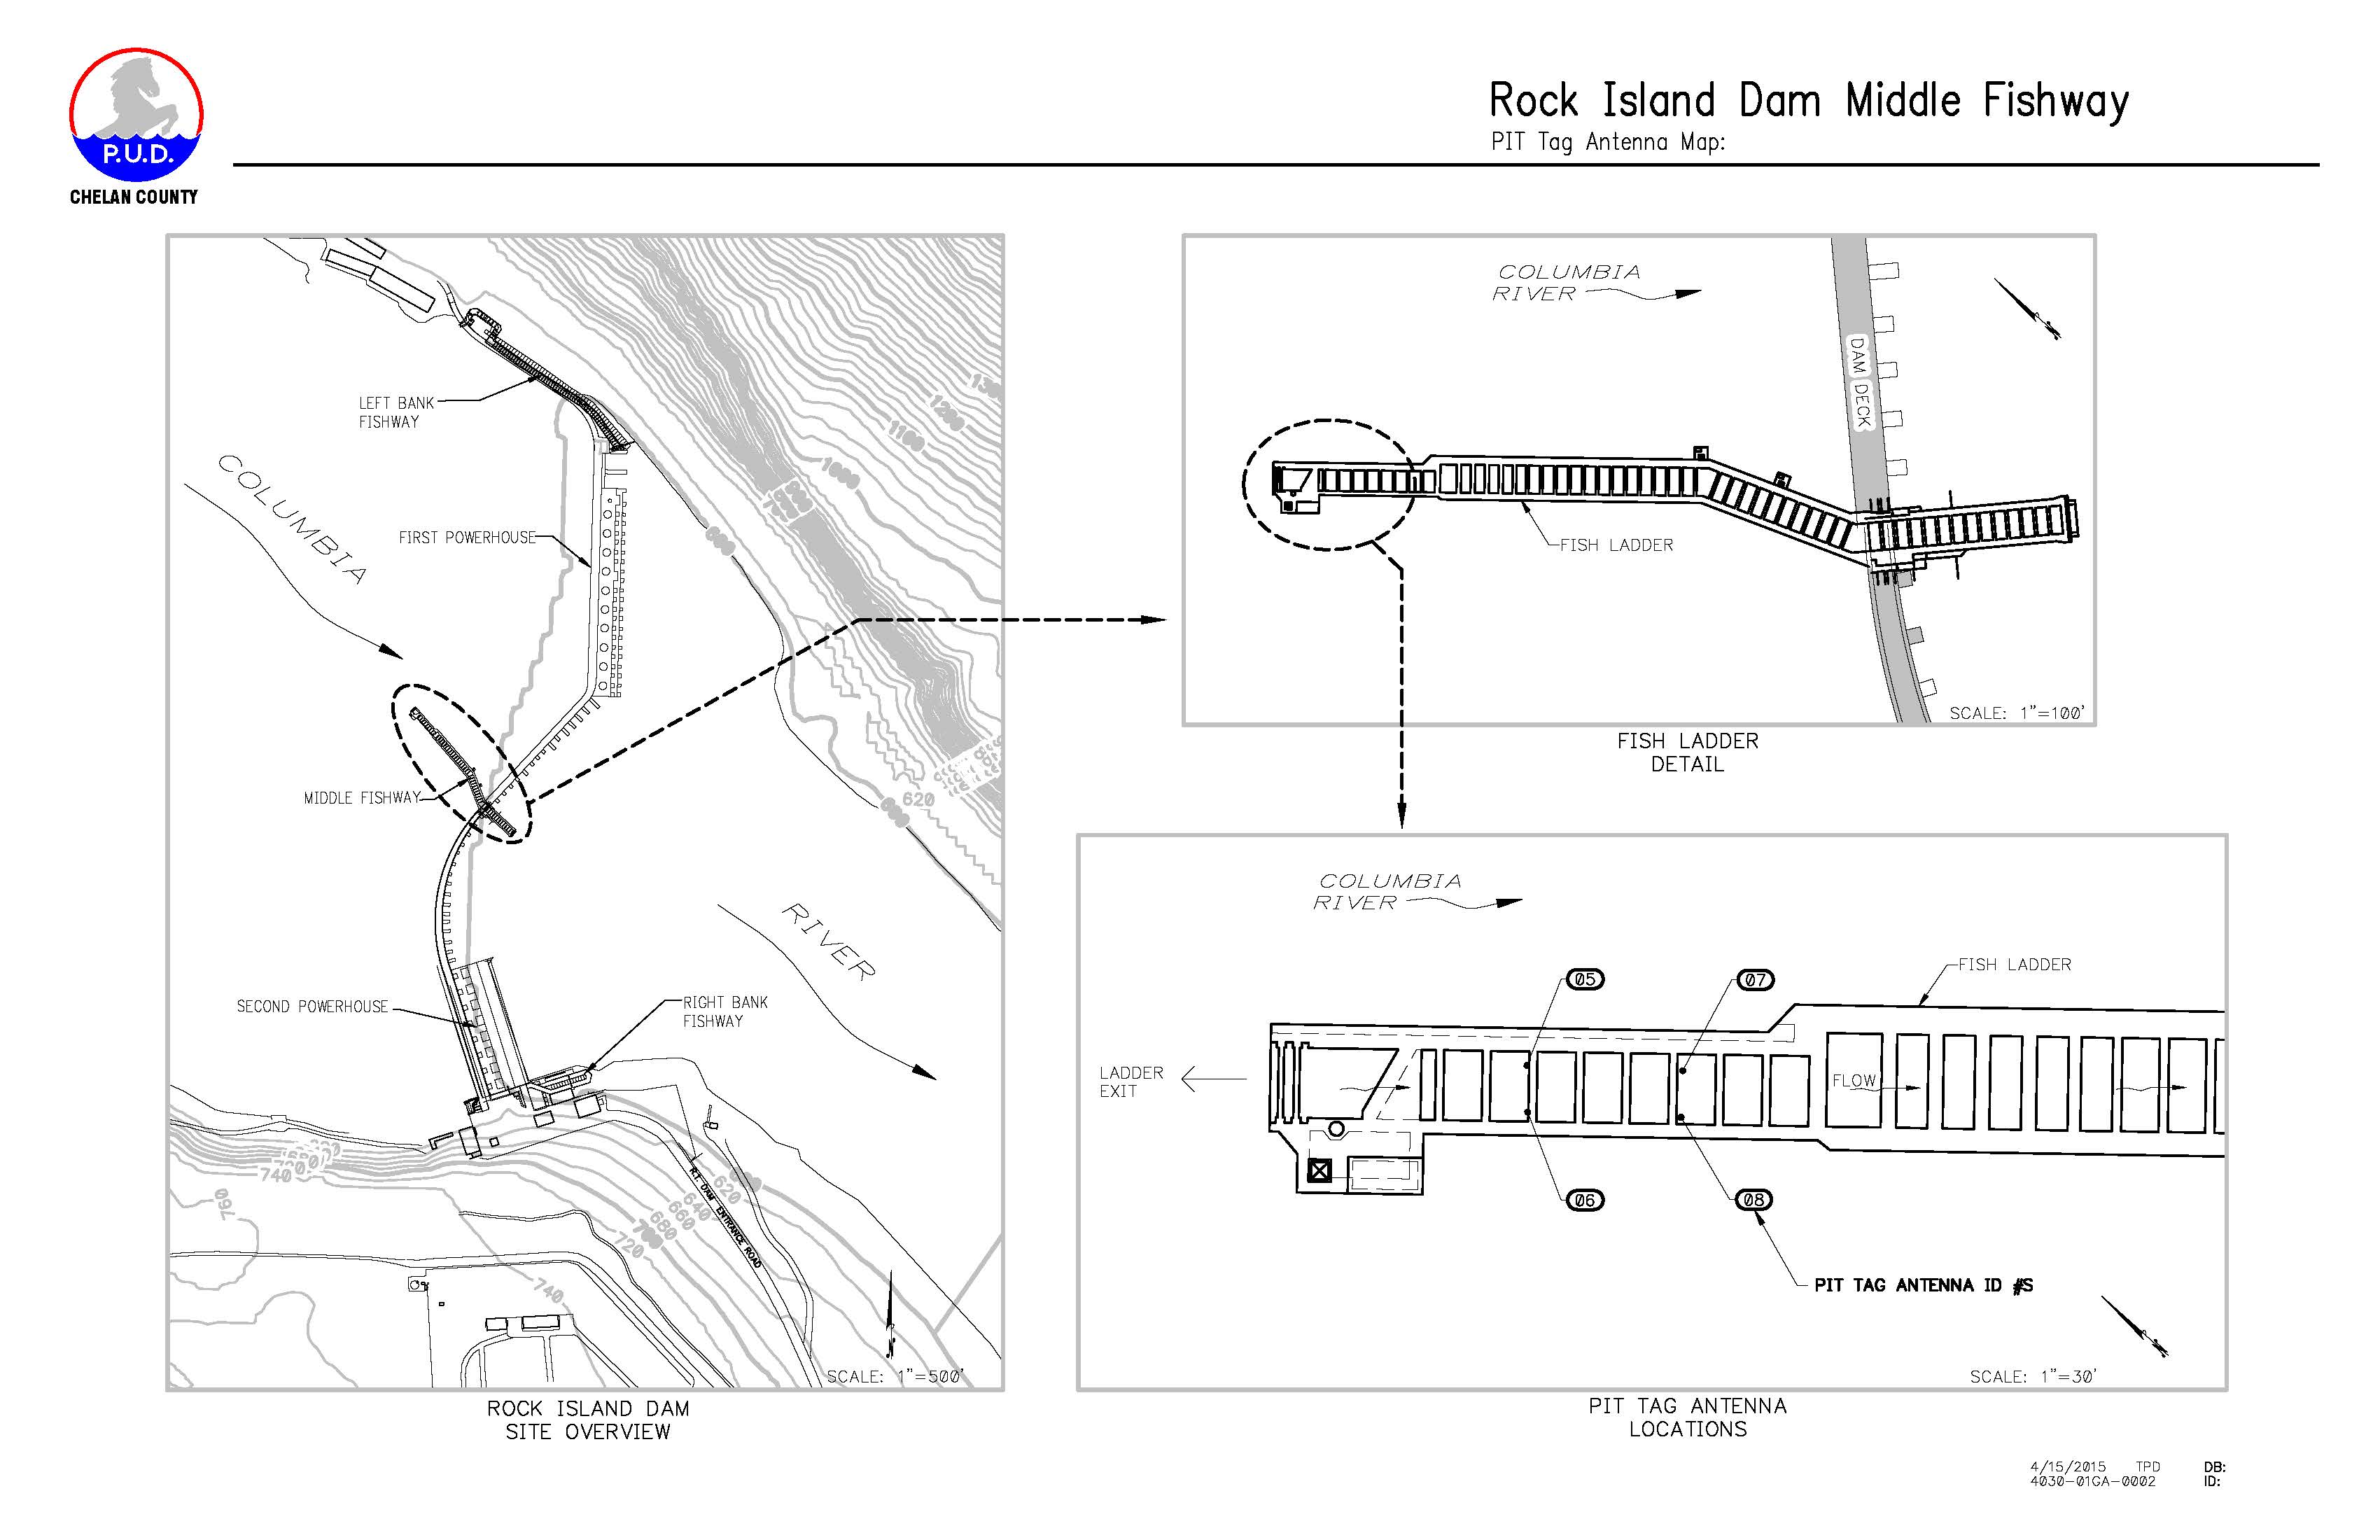 P.U.D.
CHELAN COUNTY
Rock Island Dam Middle Fishway
PIT Tag Antenna Map:
LEFT BANK
FISHWAY
COLUMBIA
FIRST POWERHOUSE
MIDDLE FISHWAY
RIVER
SECOND POWERHOUSE
RIGHT BANK
FISHWAY
1300
1200
1100
1000
800
620
600
740
760
620
640
660
680
700
720
740
R.I. DAM ENTRANCE ROAD
SCALE: 1"=500'
ROCK ISLAND DAM
SITE OVERVIEW
COLUMBIA
RIVER
DAM DECK
FISH LADDER
SCALE: 1"=100'
FISH LADDER
DETAIL
COLUMBIA
RIVER
05
07
FISH LADDER
LADDER
EXIT
FLOW
06
08
PIT TAG ANTENNA ID #S
SCALE: 1"=30'
PIT TAG ANTENNA
LOCATIONS
4/15/2015 TPD DB:
4030-01GA-0002 ID: